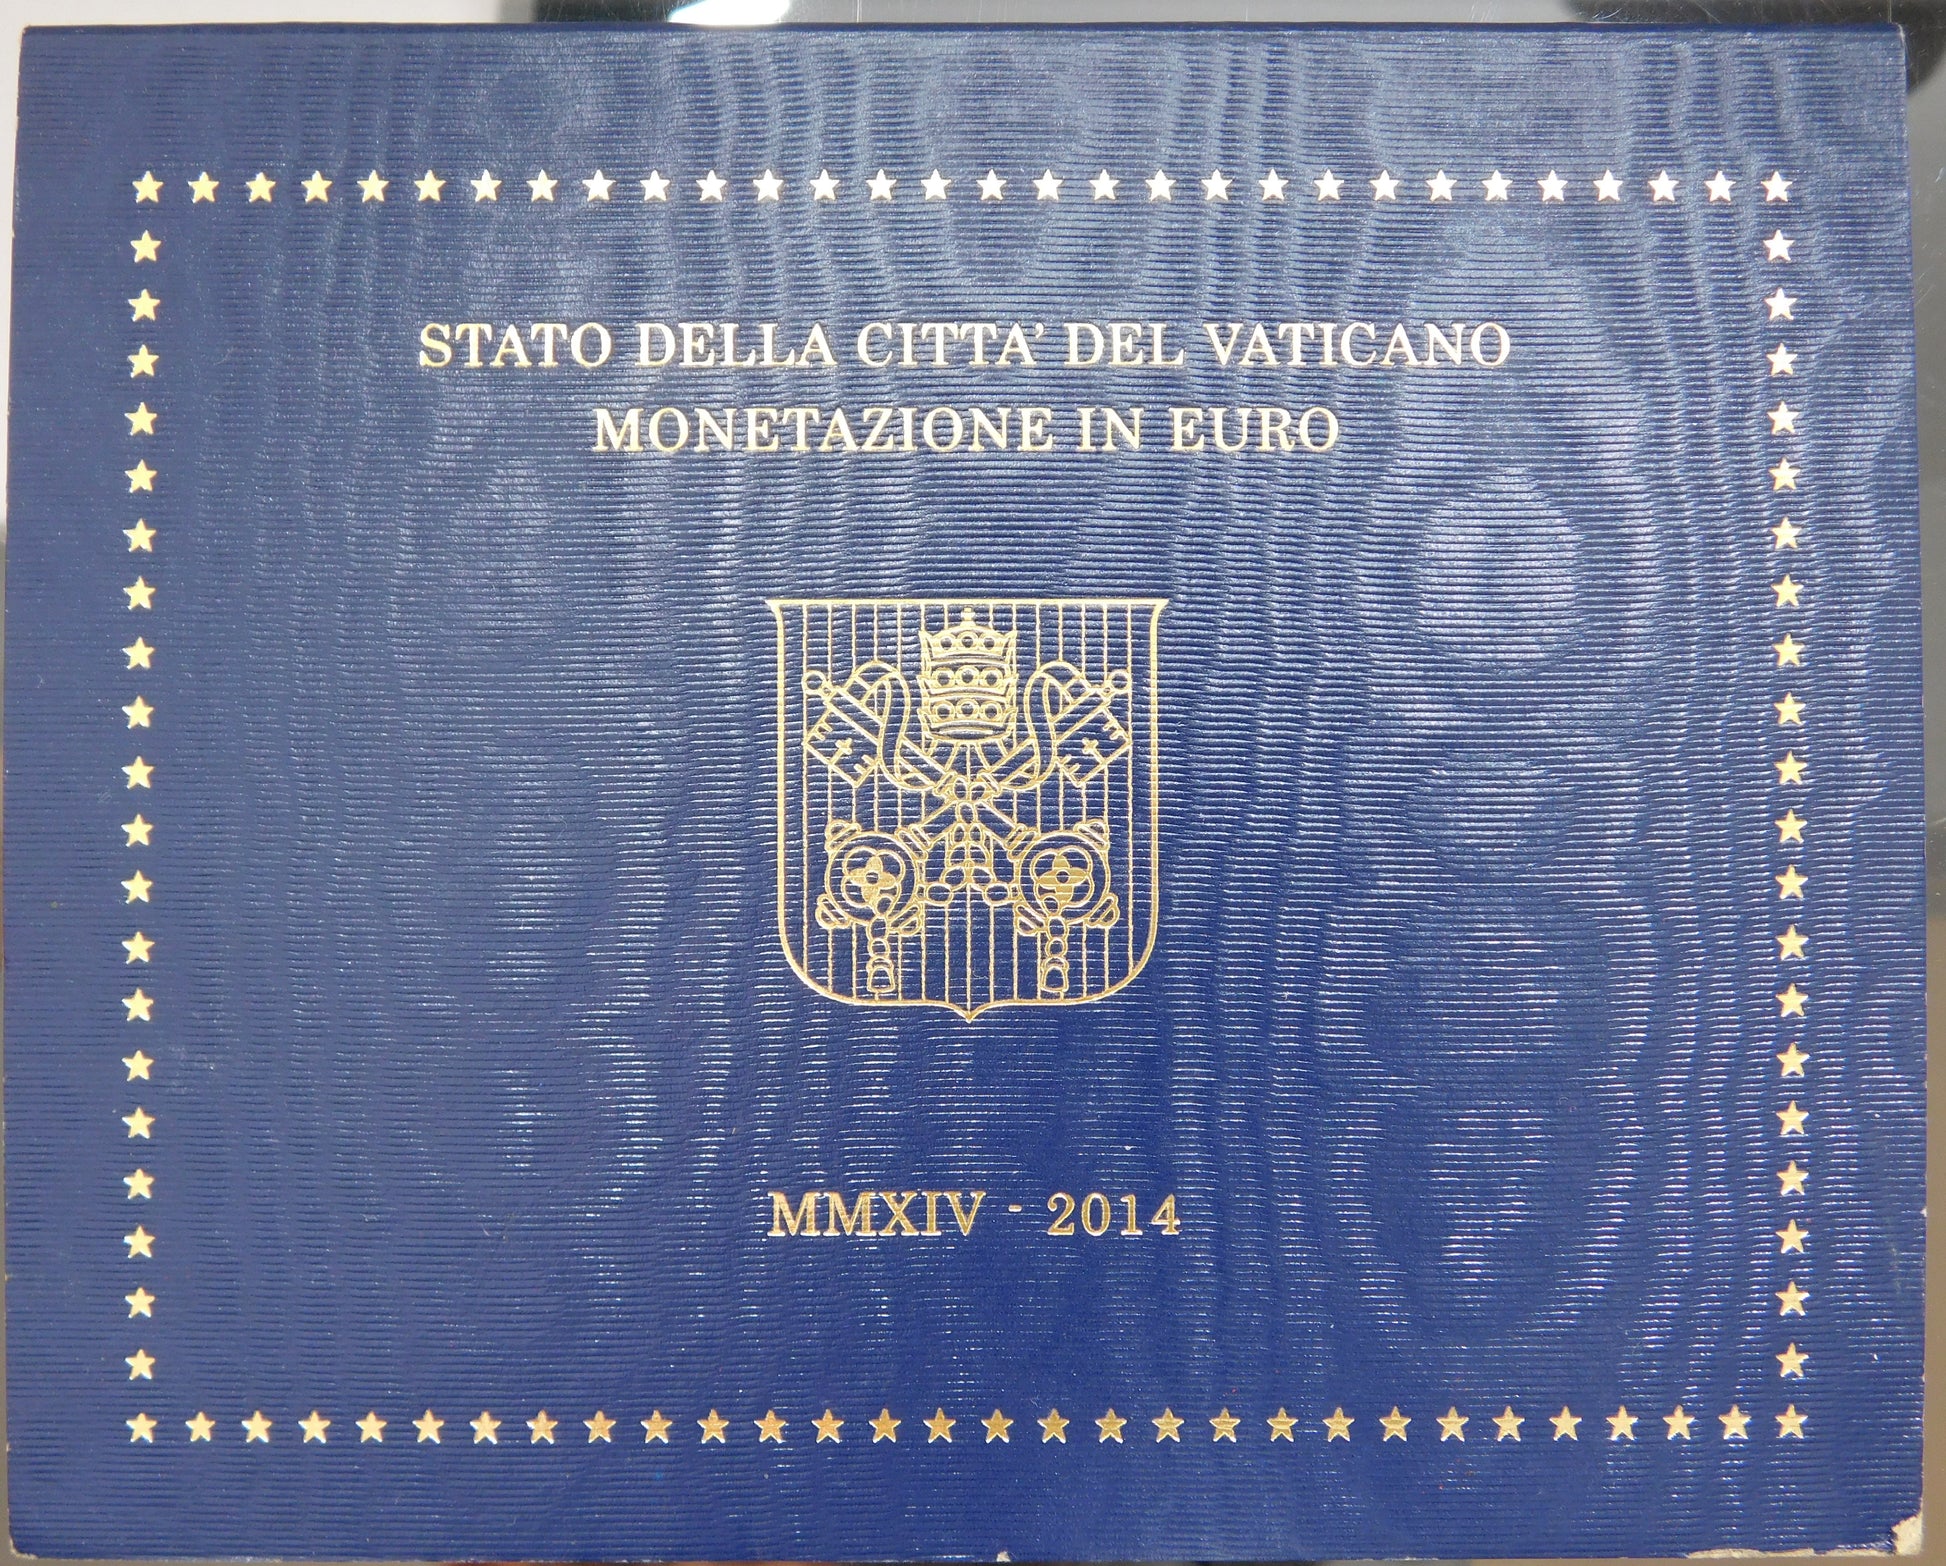 STATO DELLA CITTA' DEL VATICANO
MONETAZIONE IN EURO
MMXIV - 2014